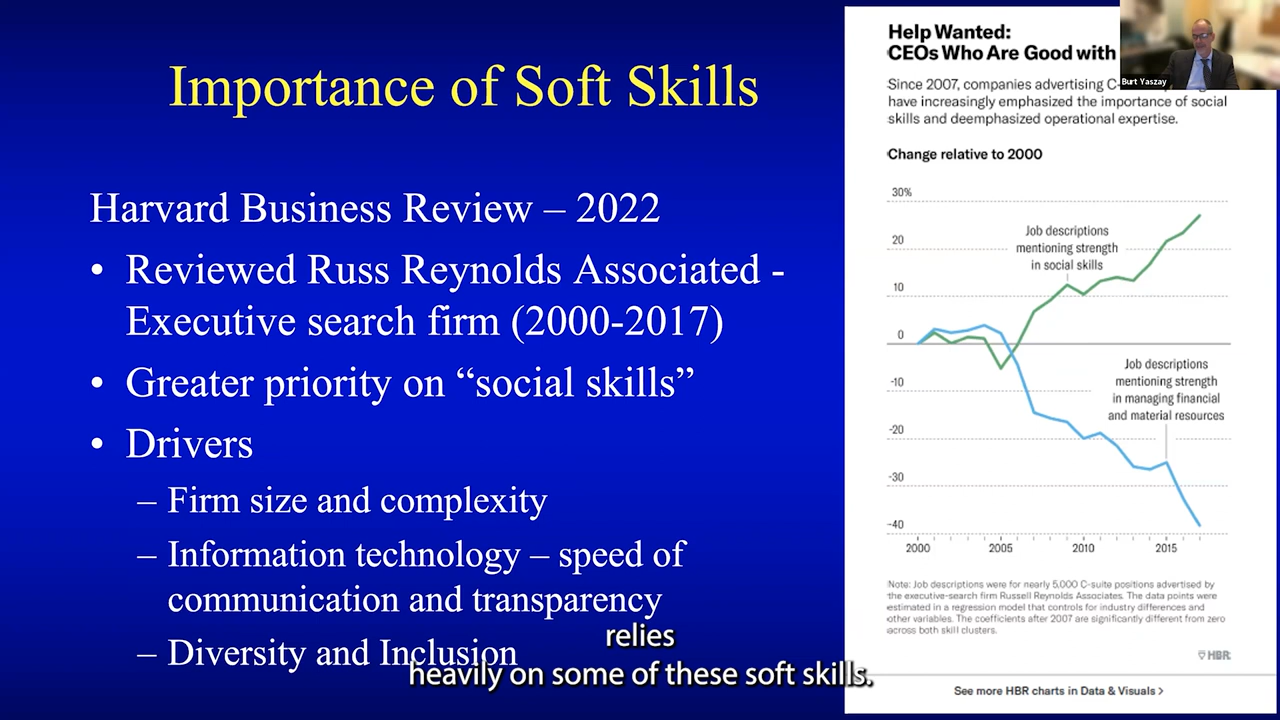 Importance of Soft Skills
Harvard Business Review – 2022
• Reviewed Russ Reynolds Associated -
Executive search firm (2000-2017)
• Greater priority on “social skills”
• Drivers
– Firm size and complexity
– Information technology – speed of
communication and transparency
– Diversity and Inclusion
relies
heavily on some of these soft skills.
Help Wanted:
CEOs Who Are Good with
Since 2007, companies advertising C-
have increasingly emphasized the importance of social
skills and deemphasized operational expertise.
Change relative to 2000
30%
20
10
0
-10
-20
-30
-40
Job descriptions
mentioning strength
in social skills
Job descriptions
mentioning strength
in managing financial
and material resources
2000 2005 2010 2015
Note: Job descriptions were for nearly 5,000 C-suite positions advertised by
the executive-search firm Russell Reynolds Associates. The data points were
estimated in a regression model that controls for industry differences and
other variables. The coefficients after 2007 are significantly different from zero
across both skill clusters.
HBR
See more HBR charts in Data & Visuals >
Burt Yaszay